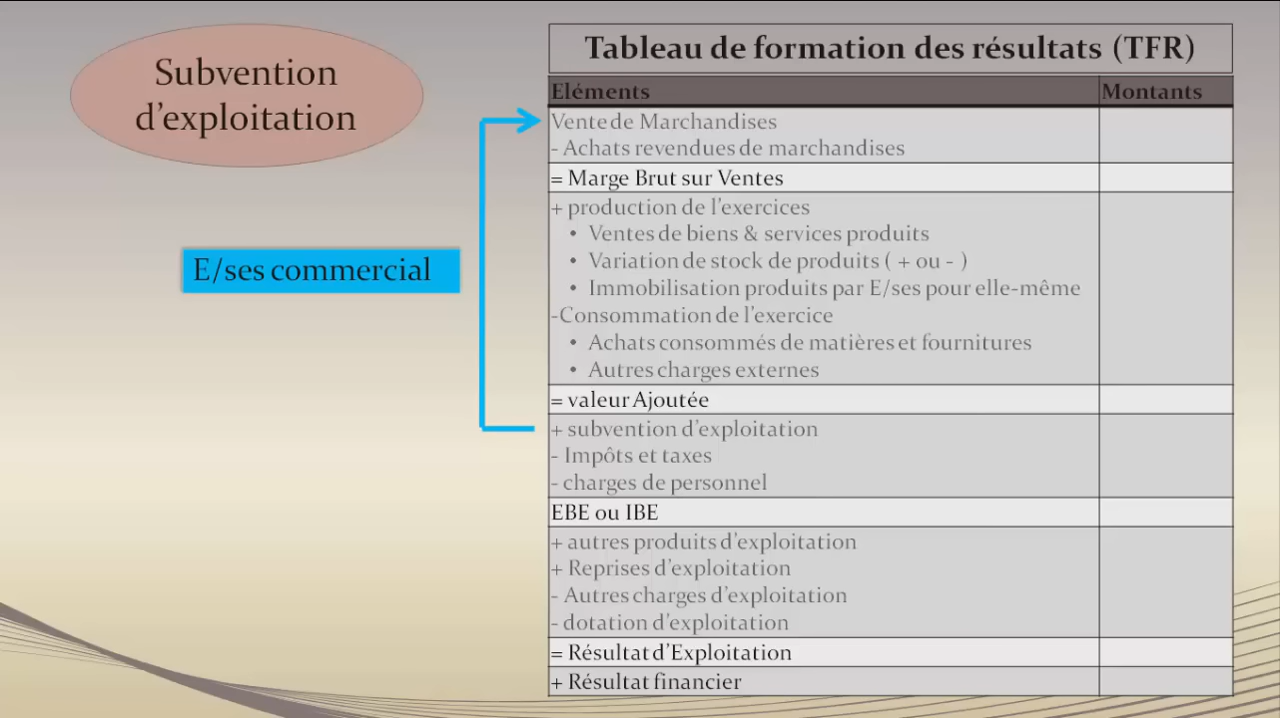 Subvention
d’exploitation
E/ses commercial
Tableau de formation des résultats (TFR)
Eléments Montants
Vente de Marchandises
- Achats revendues de marchandises
= Marge Brut sur Ventes
+ production de l’exercices
• Ventes de biens & services produits
• Variation de stock de produits ( + ou - )
• Immobilisation produits par E/ses pour elle-même
-Consommation de l’exercice
• Achats consommés de matières et fournitures
• Autres charges externes
= valeur Ajoutée
+ subvention d’exploitation
- Impôts et taxes
- charges de personnel
EBE ou IBE
+ autres produits d’exploitation
+ Reprises d’exploitation
- Autres charges d’exploitation
- dotation d’exploitation
= Résultat d’Exploitation
+ Résultat financier